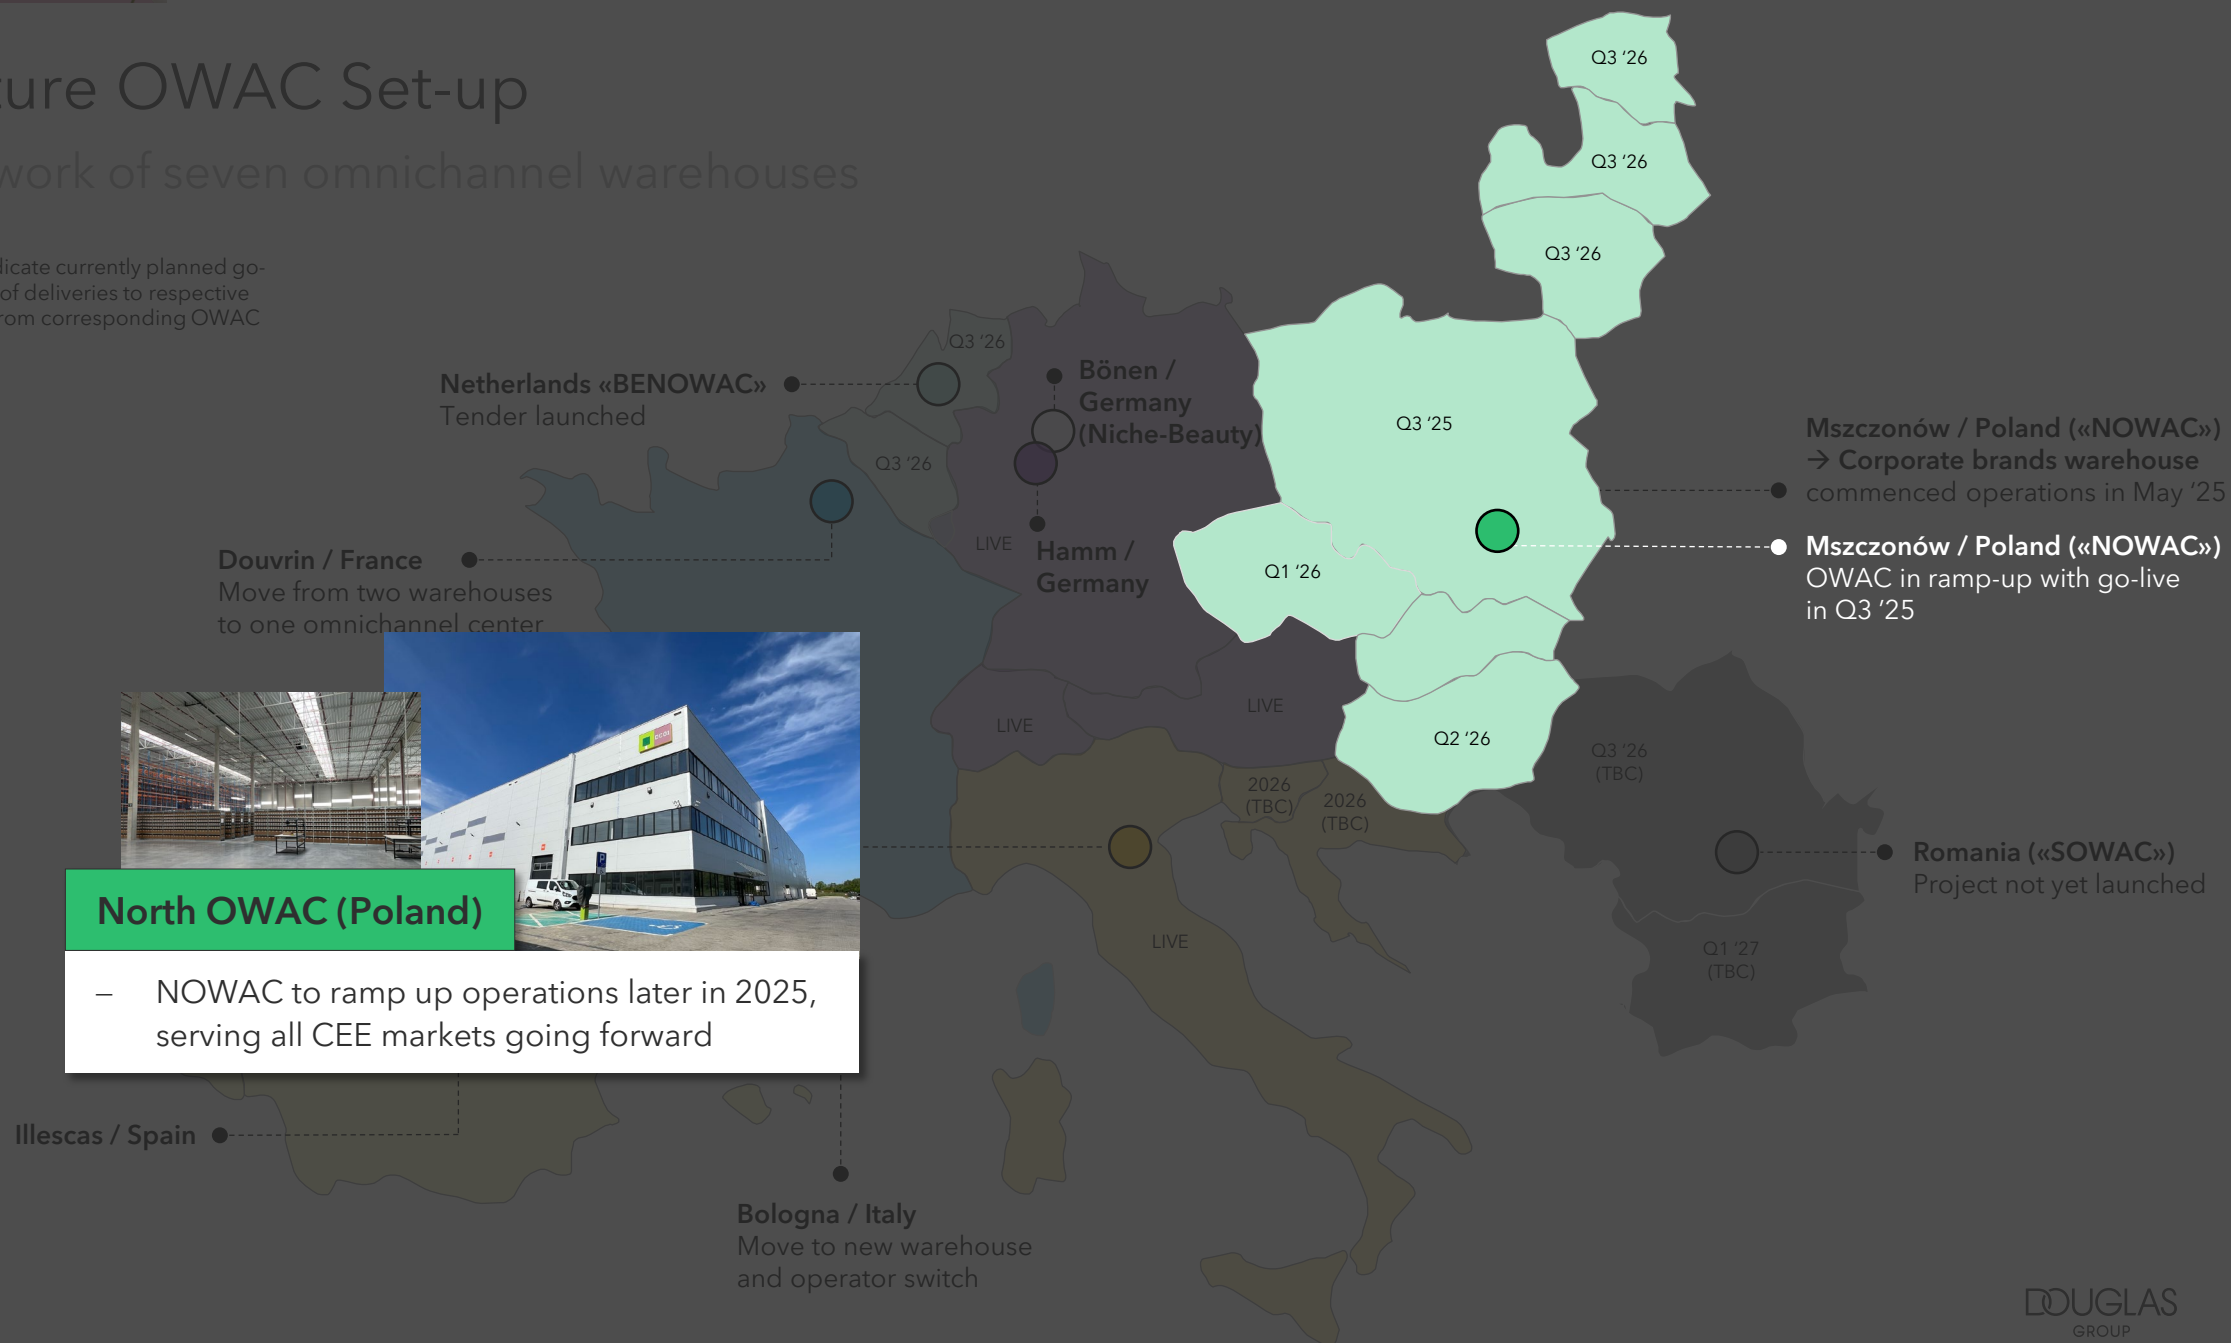 ture OWAC Set-up
work of seven omnichannel warehouses
dicate currently planned go-
of deliveries to respective
rom corresponding OWAC
Q3 ‘26
Q3 ‘26
Q3 ‘26
Q3 ‘26
Netherlands «BENOWAC»
Tender launched
Bönen /
Germany
(Niche-Beauty)
Q3 ‘25
Q3 ‘26
Mszczonów / Poland («NOWAC»)
→ Corporate brands warehouse
commenced operations in May ‘25
Mszczonów / Poland («NOWAC»)
OWAC in ramp-up with go-live
in Q3 ’25
LIVE
Hamm /
Germany
Q1 ‘26
Douvrin / France
Move from two warehouses
to one omnichannel center
LIVE
LIVE
Q2 ‘26
Q3 ‘26
(TBC)
2026
(TBC)
2026
(TBC)
Romania («SOWAC»)
Project not yet launched
North OWAC (Poland)
– NOWAC to ramp up operations later in 2025,
serving all CEE markets going forward
LIVE
Q1 ‘27
(TBC)
Illescas / Spain
Bologna / Italy
Move to new warehouse
and operator switch
DOUGLAS
GROUP